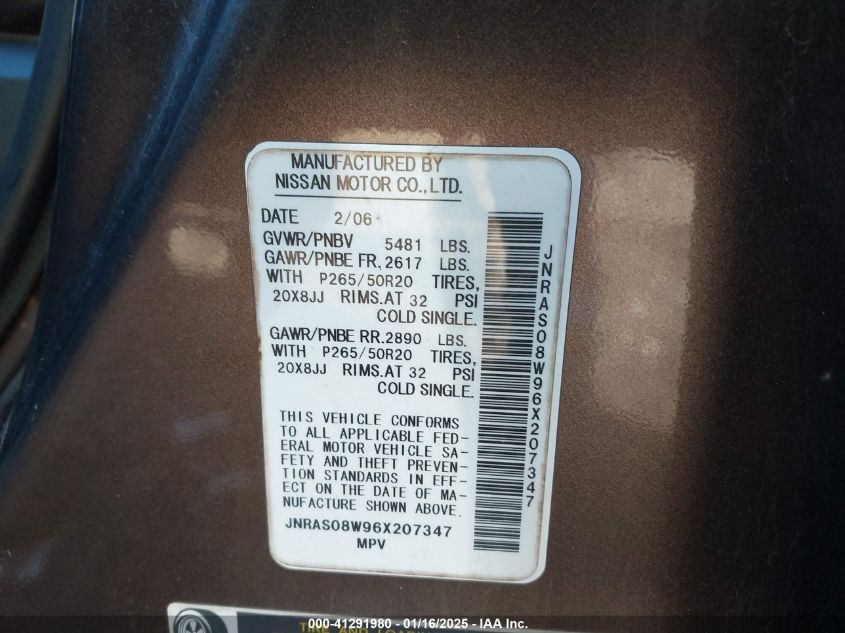 MANUFACTURED BY
NISSAN MOTOR CO.,LTD.
DATE 2/06
GVWR/PNBV 5481 LBS.
GAWR/PNBE FR. 2617 LBS.
WITH P265/50R20 TIRES,
20X8JJ RIMS.AT 32 PSI
COLD SINGLE.
GAWR/PNBE RR.2890 LBS.
WITH P265/50R20 TIRES,
20X8JJ RIMS.AT 32 PSI
COLD SINGLE.
THIS VEHICLE CONFORMS
TO ALL APPLICABLE FED-
ERAL MOTOR VEHICLE SA-
FETY AND THEFT PREVEN-
TION STANDARDS IN EFF-
ECT ON THE DATE OF MA-
NUFACTURE SHOWN ABOVE.
JNRAS08W96X207347
MPV
JNRAS08W96X207347
TIRE AND
000-41291980 - 01/16/2025 - IAA Inc.